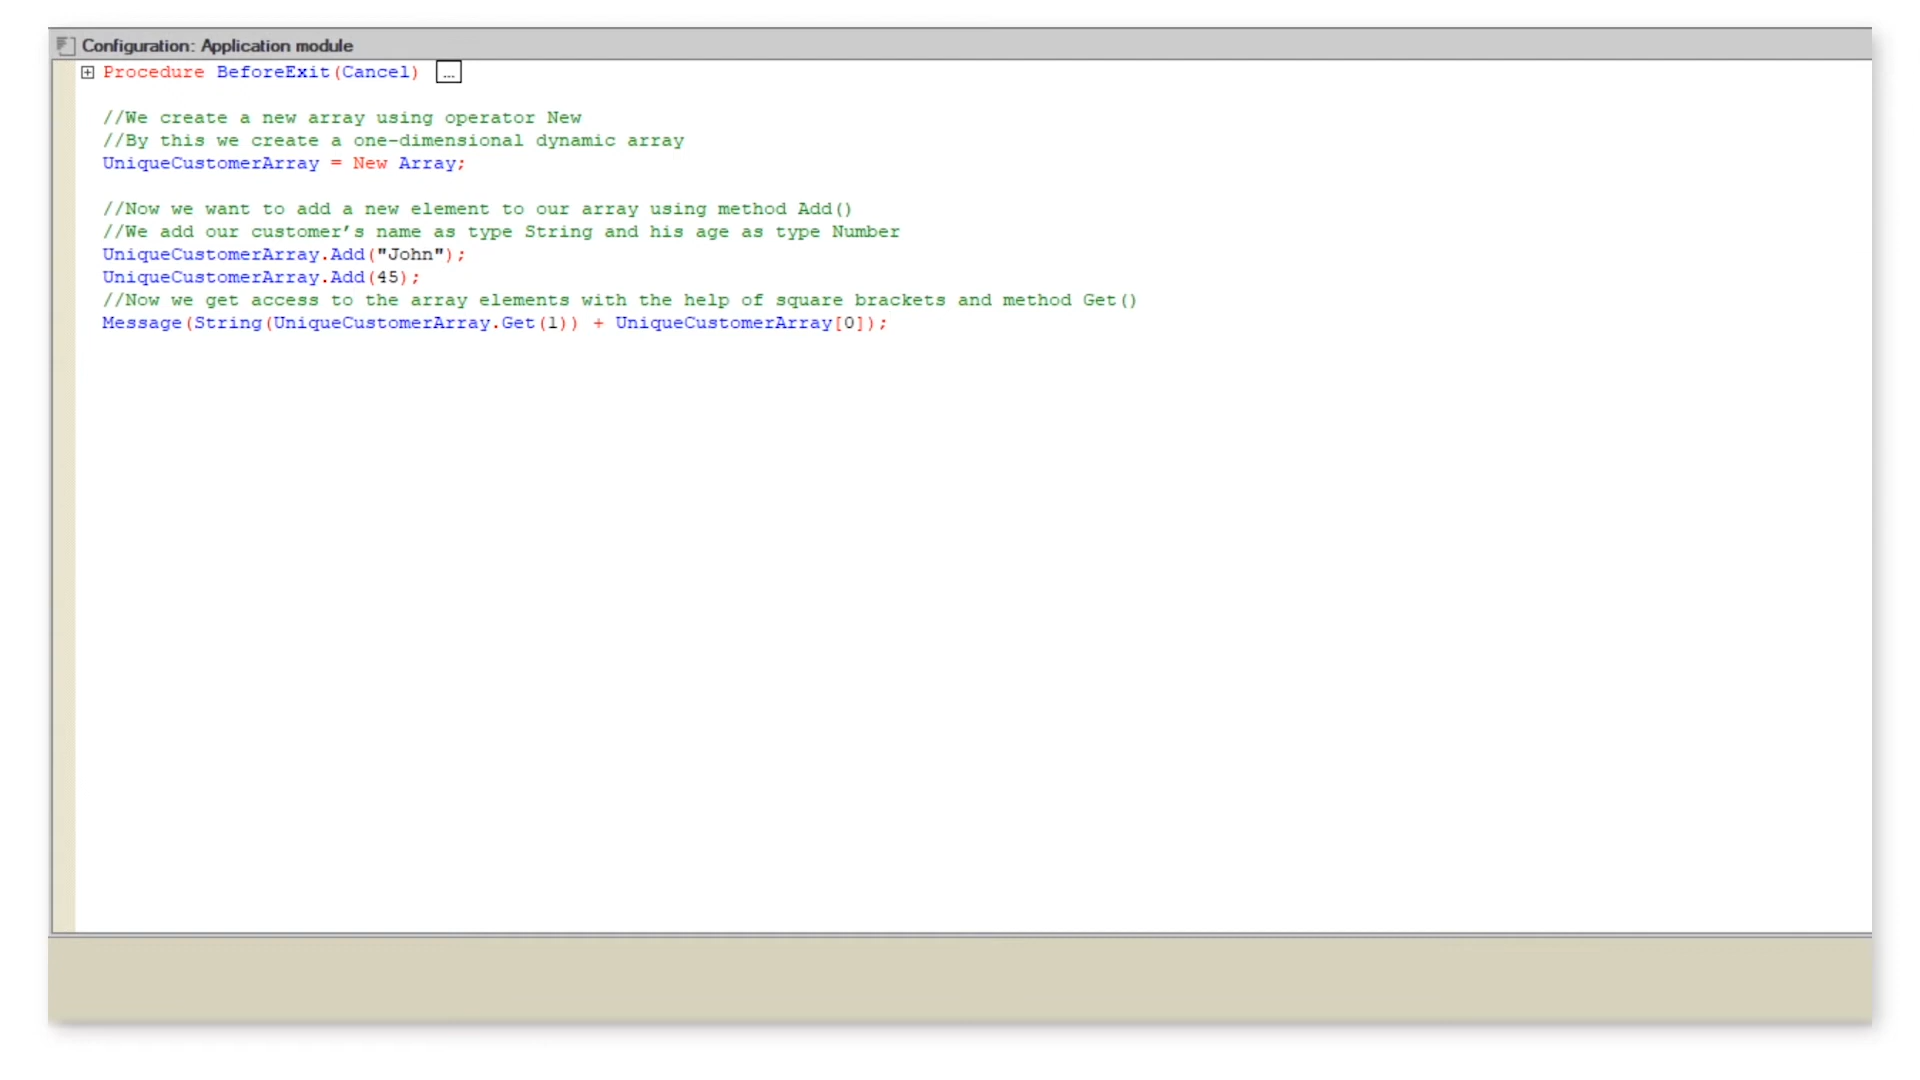 Configuration: Application module
Procedure BeforeExit(Cancel) ...
//We create a new array using operator New
//By this we create a one-dimensional dynamic array
UniqueCustomerArray = New Array;
//Now we want to add a new element to our array using method Add()
//We add our customer’s name as type String and his age as type Number
UniqueCustomerArray.Add("John");
UniqueCustomerArray.Add(45);
//Now we get access to the array elements with the help of square brackets and method Get()
Message(String(UniqueCustomerArray.Get(1)) + UniqueCustomerArray[0]);